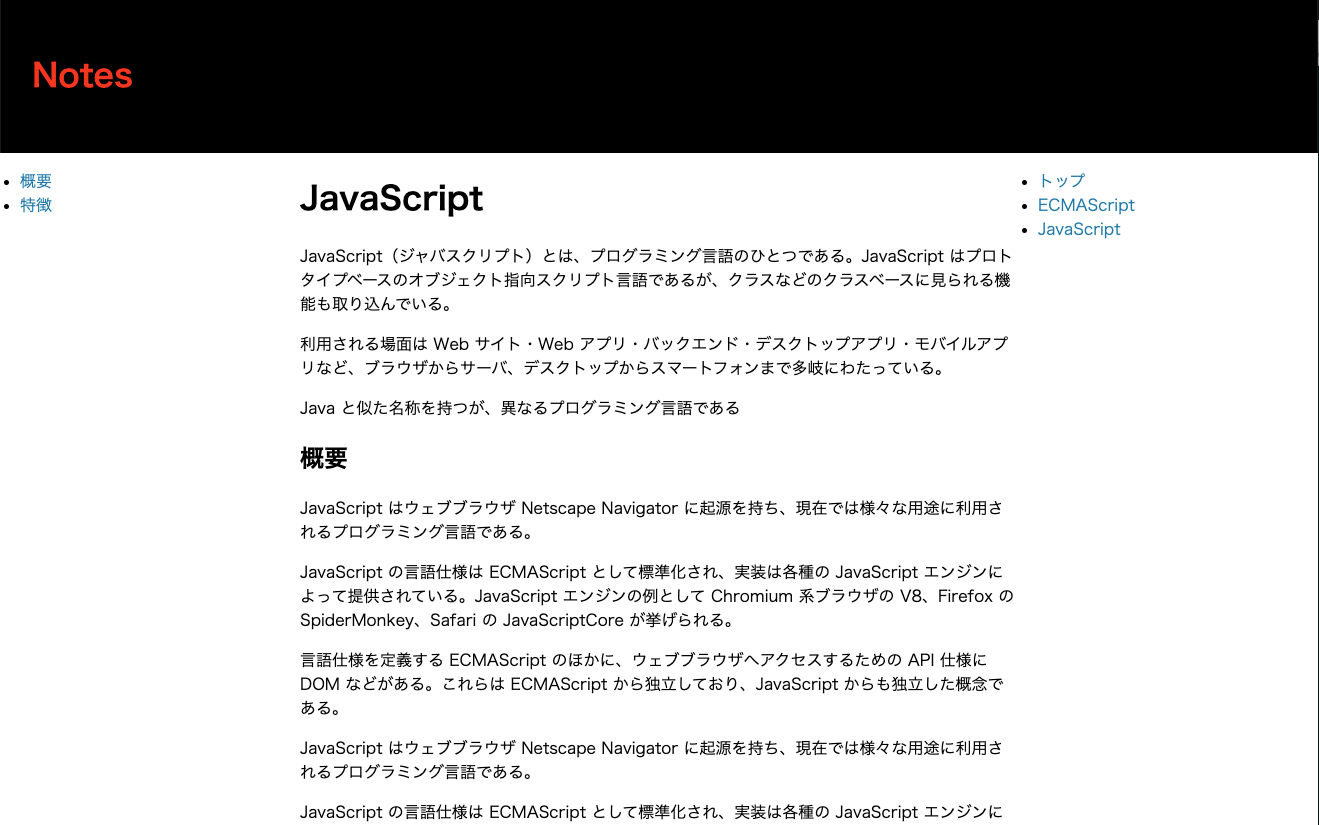 Notes
概要
特徴
JavaScript
JavaScript（ジャバスクリプト）とは、プログラミング言語のひとつである。JavaScript はプロト
タイプベースのオブジェクト指向スクリプト言語であるが、クラスなどのクラスベースに見られる機
能も取り込んでいる。
利用される場面は Web サイト・Web アプリ・バックエンド・デスクトップアプリ・モバイルアプ
リなど、ブラウザからサーバ、デスクトップからスマートフォンまで多岐にわたっている。
Java と似た名称を持つが、異なるプログラミング言語である
概要
JavaScript はウェブブラウザ Netscape Navigator に起源を持ち、現在では様々な用途に利用さ
れるプログラミング言語である。
JavaScript の言語仕様は ECMAScript として標準化され、実装は各種の JavaScript エンジンに
よって提供されている。JavaScript エンジンの例として Chromium 系ブラウザの V8、Firefox の
SpiderMonkey、Safari の JavaScriptCore が挙げられる。
言語仕様を定義する ECMAScript のほかに、ウェブブラウザへアクセスするための API 仕様に
DOM などがある。これらは ECMAScript から独立しており、JavaScript からも独立した概念で
ある。
JavaScript はウェブブラウザ Netscape Navigator に起源を持ち、現在では様々な用途に利用さ
れるプログラミング言語である。
JavaScript の言語仕様は ECMAScript として標準化され、実装は各種の JavaScript エンジンに
トップ
ECMAScript
JavaScript